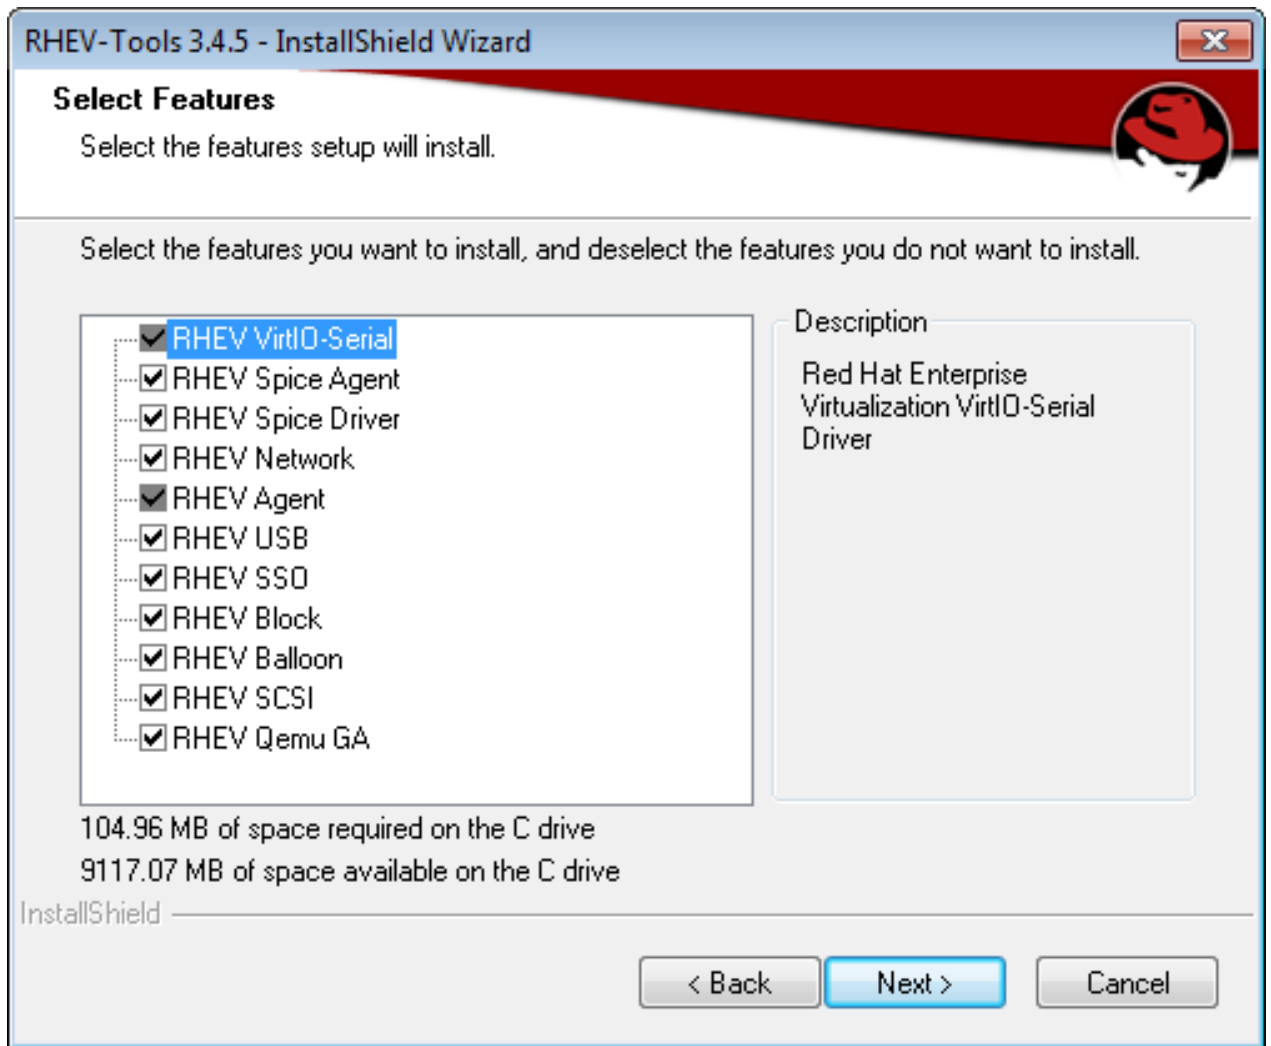 RHEV-Tools 3.4.5 - InstallShield Wizard
Select Features
Select the features setup will install.
Select the features you want to install, and deselect the features you do not want to install.
RHEV VirtIO-Serial
RHEV Spice Agent
RHEV Spice Driver
RHEV Network
RHEV Agent
RHEV USB
RHEV SSO
RHEV Block
RHEV Balloon
RHEV SCSI
RHEV Qemu GA
Description
Red Hat Enterprise
Virtualization VirtIO-Serial
Driver
104.96 MB of space required on the C drive
9117.07 MB of space available on the C drive
InstallShield
< Back
Next >
Cancel